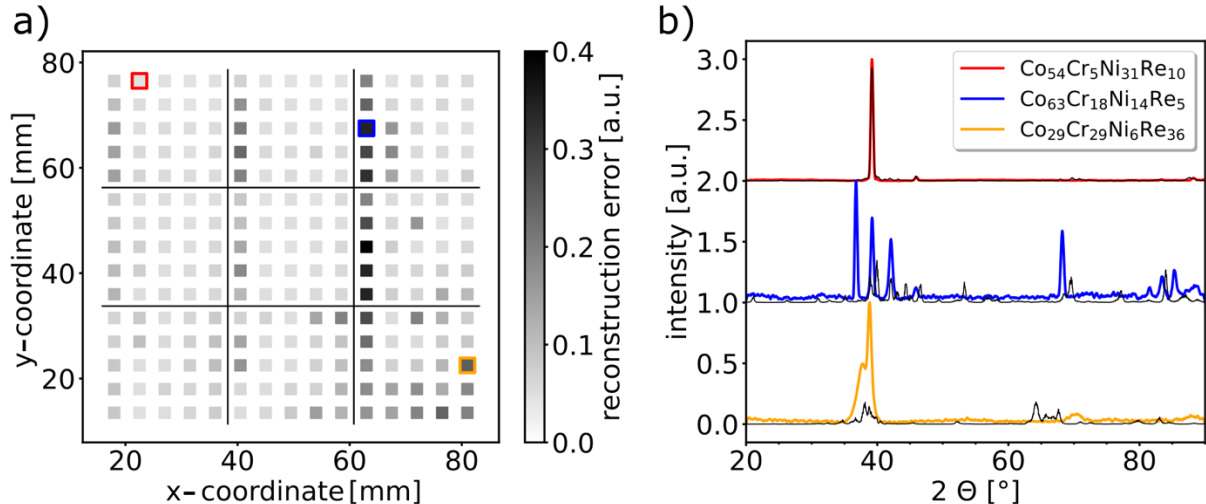 a)
80
60
40
20
y-coordinate [mm]
20 40 60 80
x-coordinate [mm]
0.4
0.3
0.2
0.1
0.0
reconstruction error [a.u.]
b)
3.0
2.5
2.0
1.5
1.0
0.5
0.0
intensity [a.u.]
Co₅₄Cr₅Ni₃₁Re₁₀
Co₆₃Cr₁₈Ni₁₄Re₅
Co₂₉Cr₂₉Ni₆Re₃₆
20 40 60 80
2 Θ [°]